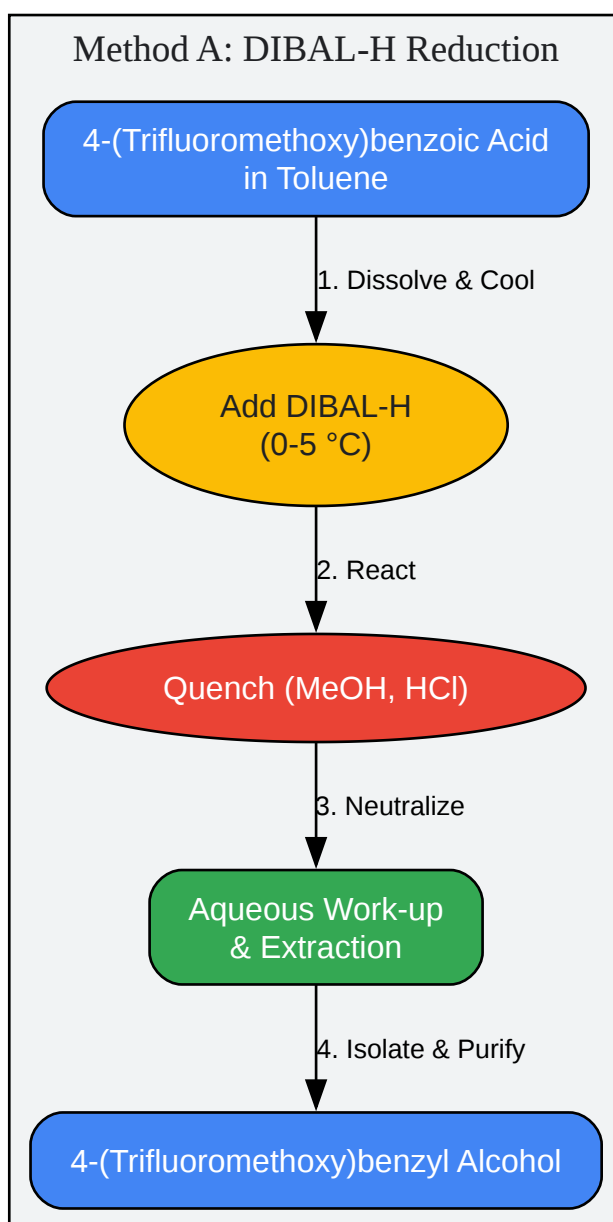 Method A: DIBAL-H Reduction
4-(Trifluoromethoxy)benzoic Acid
in Toluene
1. Dissolve & Cool
Add DIBAL-H
(0-5 °C)
2. React
Quench (MeOH, HCl)
3. Neutralize
Aqueous Work-up
& Extraction
4. Isolate & Purify
4-(Trifluoromethoxy)benzyl Alcohol